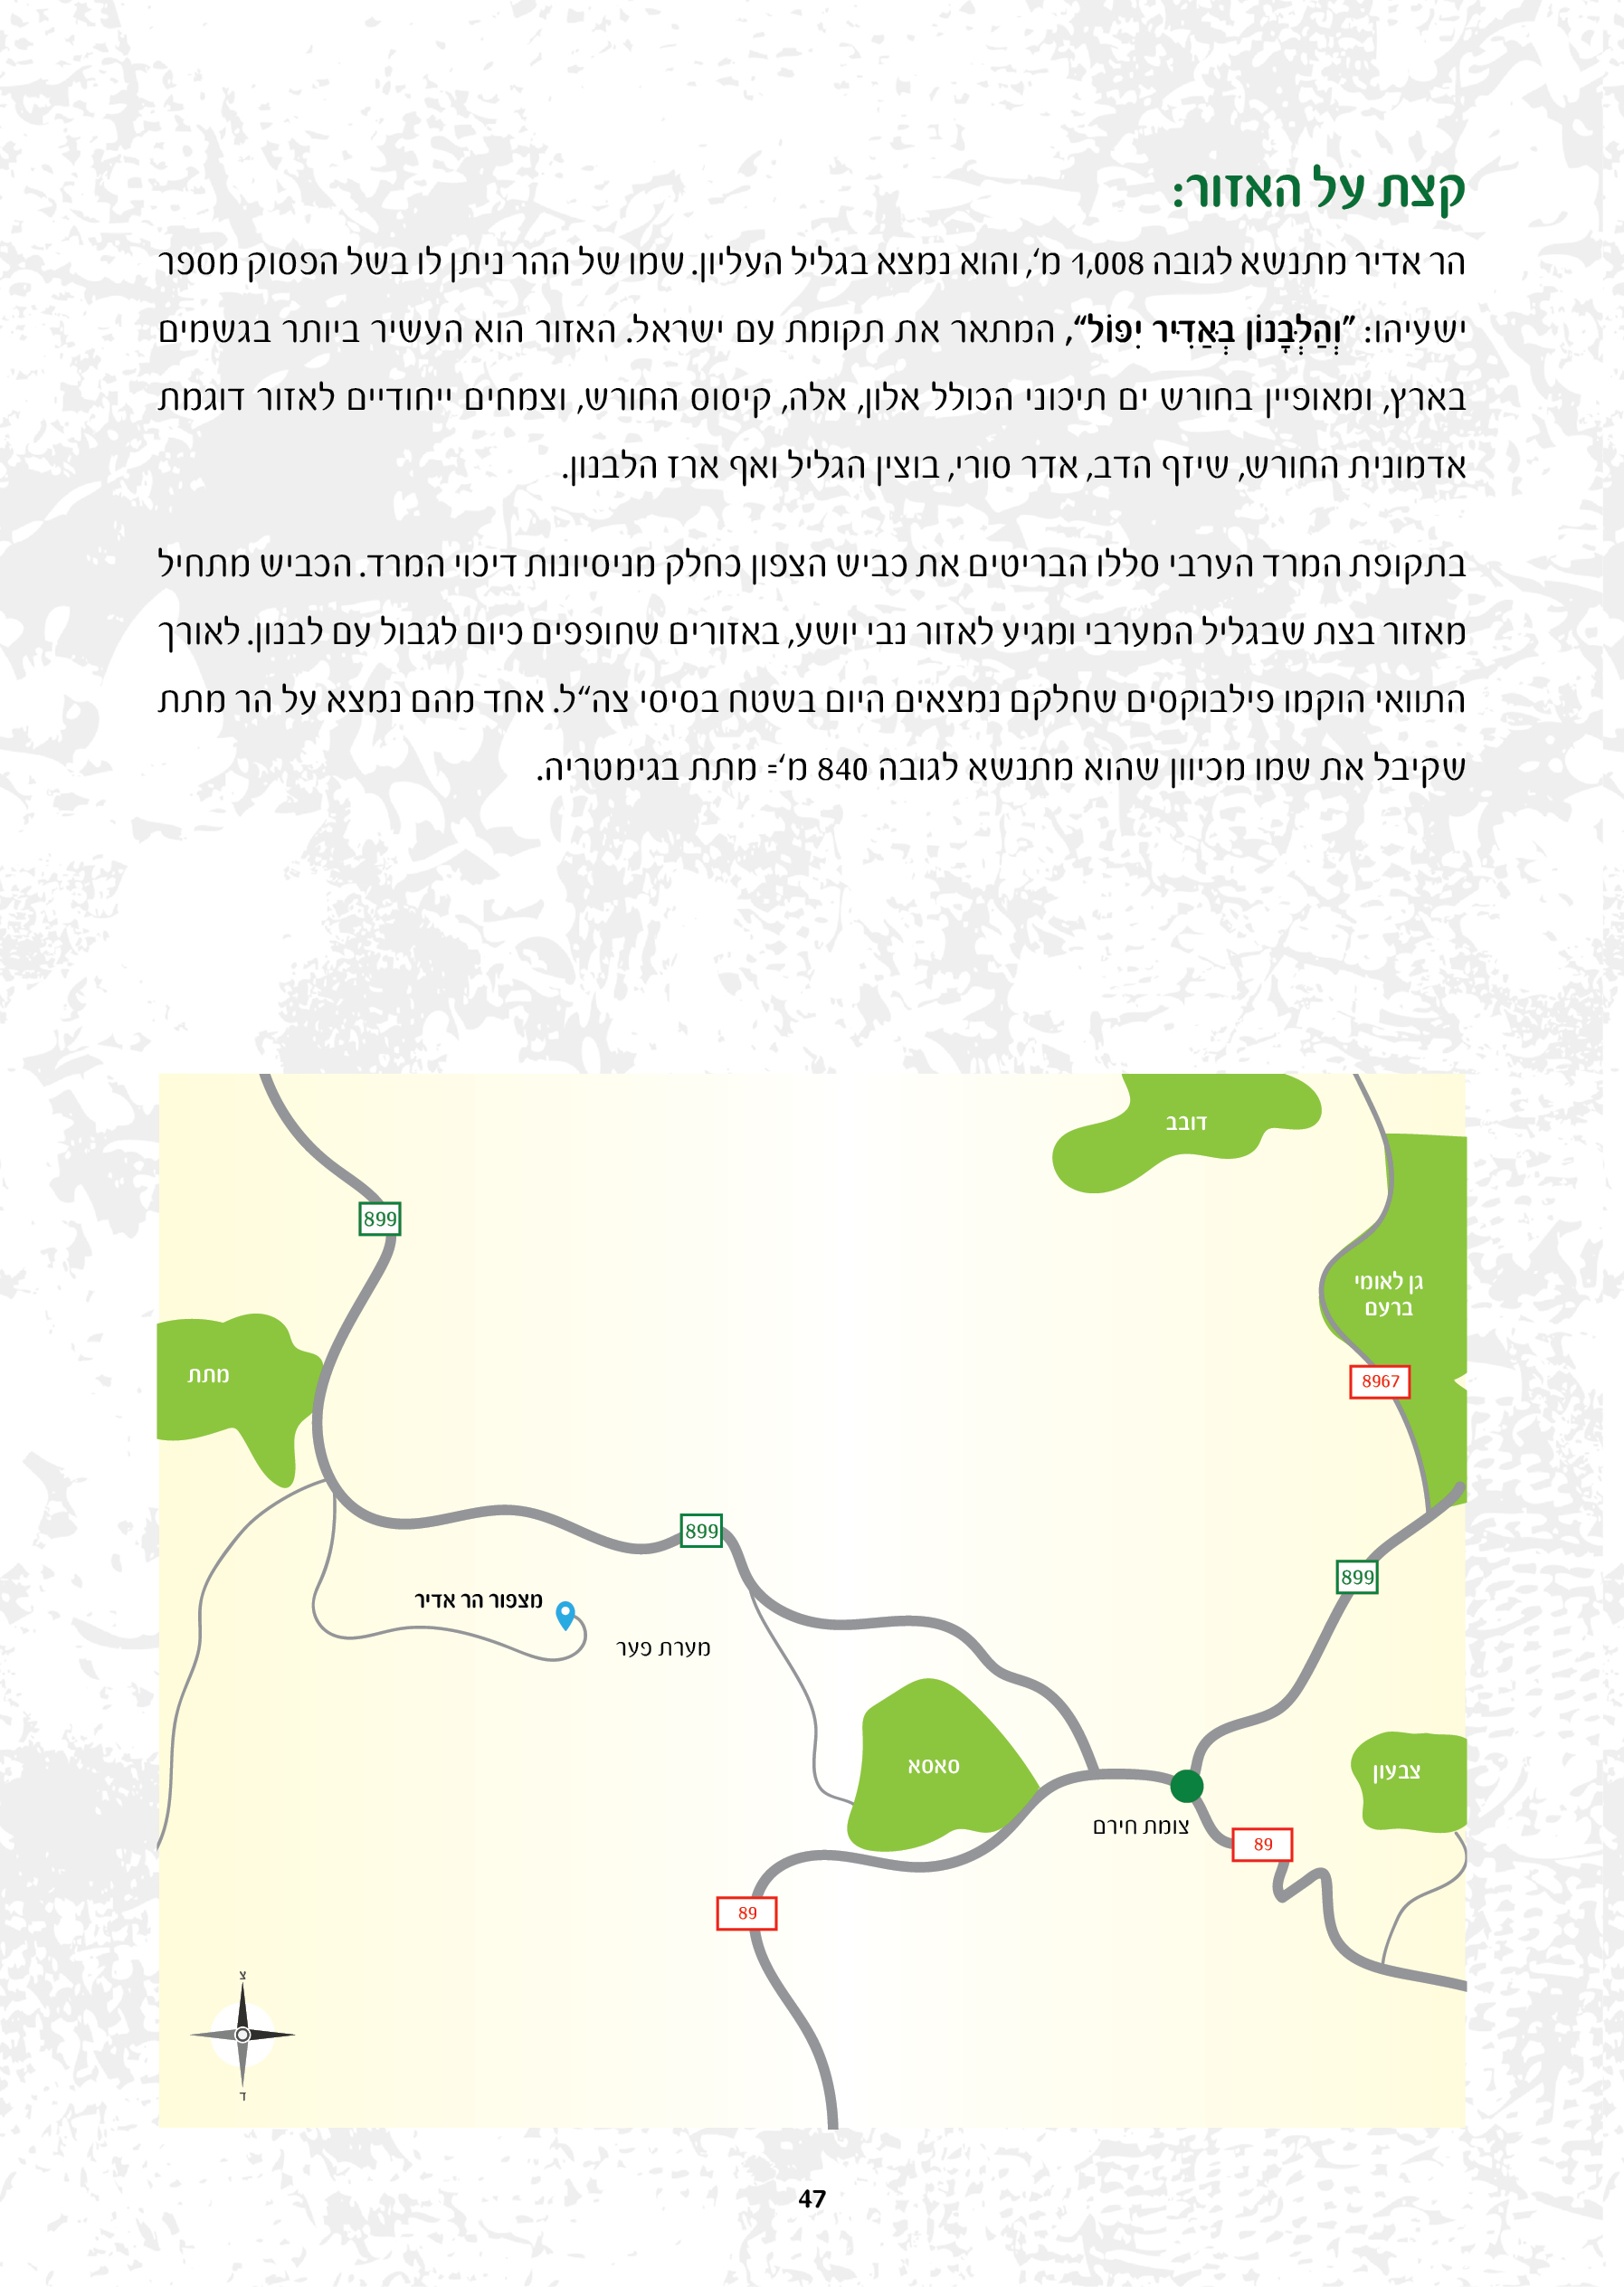 קצת על האזור:
הר אדיר מתנשא לגובה 1,008 מ', והוא נמצא בגליל העליון. שמו של ההר ניתן לו בשל הפסוק מספר
ישעיהו: "וְהַלְּבָנוֹן בְּאַדִּיר יִפּוֹל", המתאר את תקומת עם ישראל. האזור הוא העשיר ביותר בגשמים
בארץ, ומאופיין בחורש ים תיכוני הכולל אלון, אלה, קיסוס החורש, וצמחים ייחודיים לאזור דוגמת
אדמונית החורש, שיזף הדב, אדר סורי, בוצין הגליל ואף ארז הלבנון.
בתקופת המרד הערבי סללו הבריטים את כביש הצפון כחלק מניסיונות דיכוי המרד. הכביש מתחיל
מאזור בצת שבגליל המערבי ומגיע לאזור נבי יושע, באזורים שחופפים כיום לגבול עם לבנון. לאורך
התוואי הוקמו פילבוקסים שחלקם נמצאים היום בשטח בסיסי צה"ל. אחד מהם נמצא על הר מתת
שקיבל את שמו מכיוון שהוא מתנשא לגובה 840 מ'= מתת בגימטריה.
דובב
899
גן לאומי
ברעם
מתת
8967
899
899
מצפור הר אדיר
מערת פער
סאסא
צבעון
צומת חירם
89
89
צ
ד
47